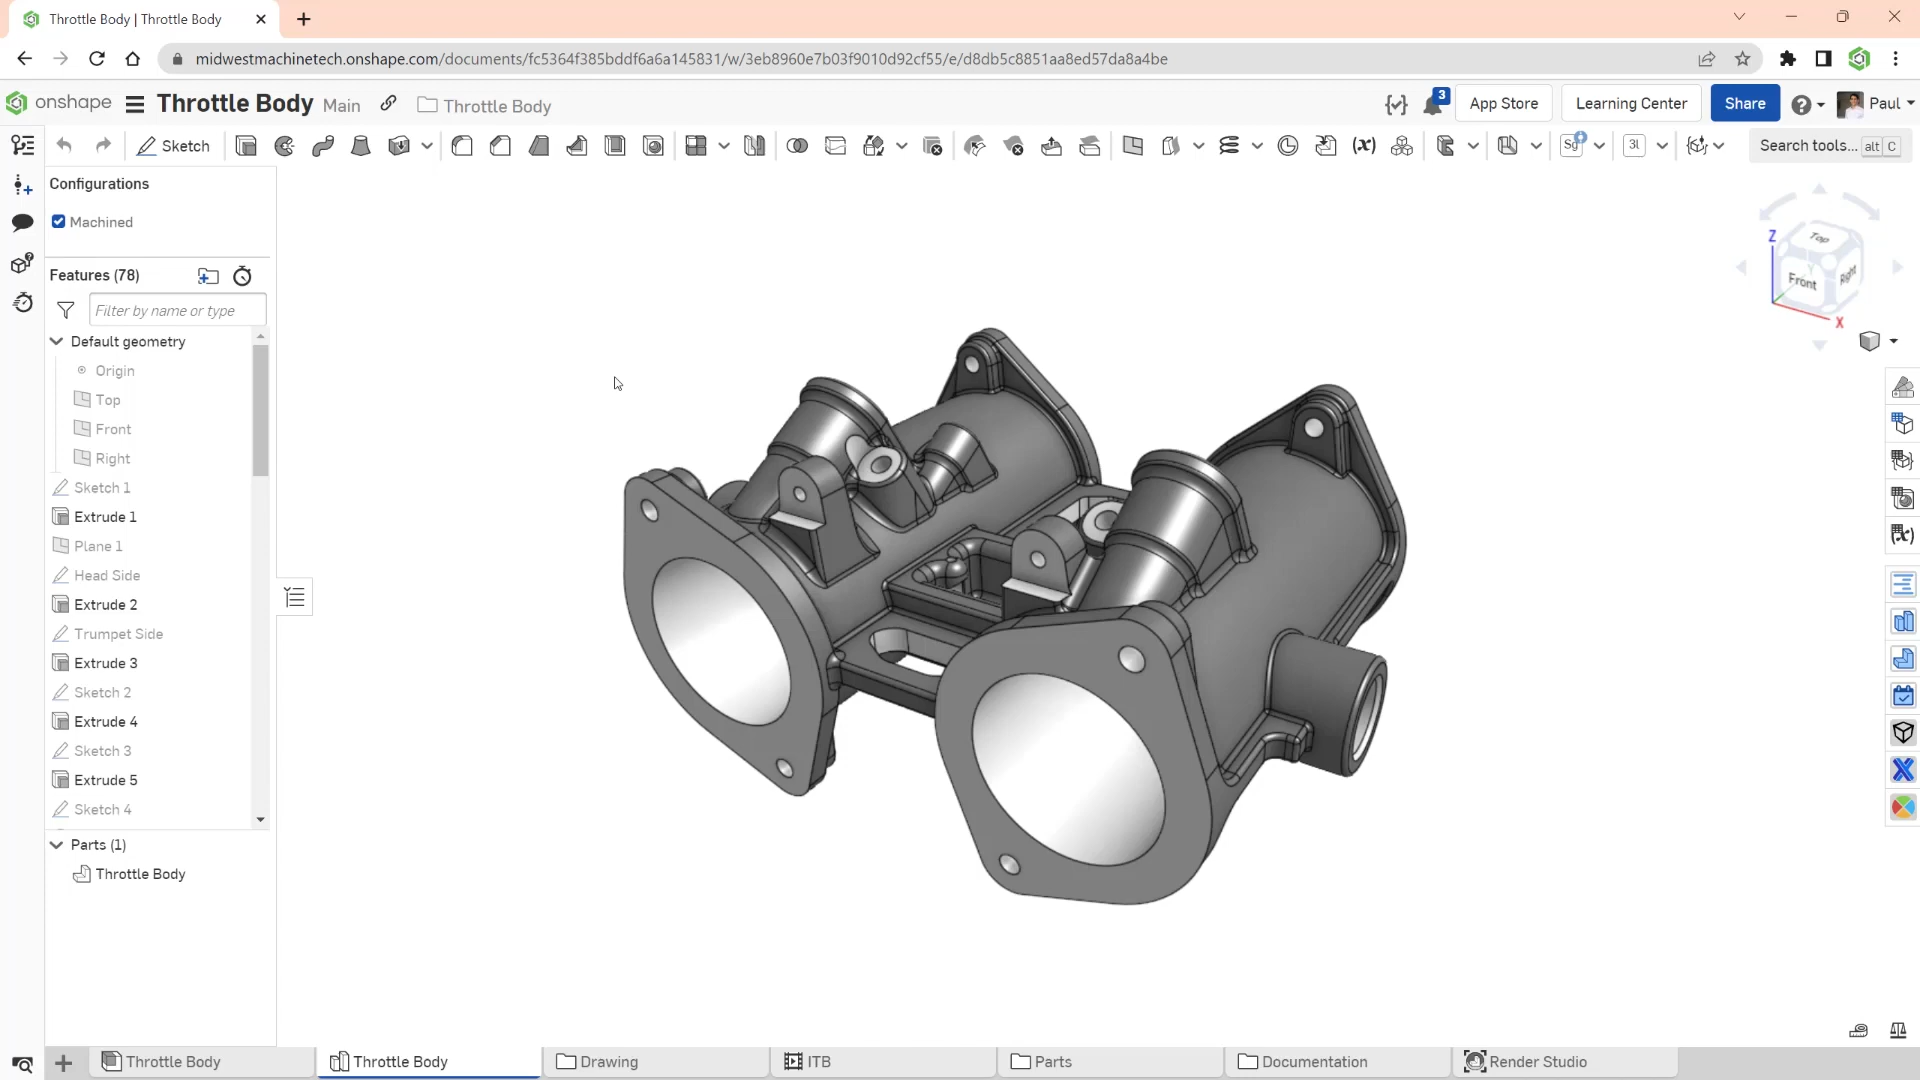 Throttle Body | Throttle Body
midwestmachinetech.onshape.com/documents/fc5364f385bddf6a6a145831/w/3eb8960e7b03f9010d92cf55/e/d8db5c8851aa8ed57da8a4be
onshape Throttle Body Main Throttle Body 3 App Store Learning Center Share Paul
Sketch (x) Sg 3l Search tools... alt C
Configurations
Machined
Features (78)
Filter by name or type
Default geometry
Origin
Top
Front
Right
Sketch 1
Extrude 1
Plane 1
Head Side
Extrude 2
Trumpet Side
Extrude 3
Sketch 2
Extrude 4
Sketch 3
Extrude 5
Sketch 4
Parts (1)
Throttle Body
Z
Top
Front
Right
Y
X
(x)
Throttle Body
Throttle Body
Drawing
ITB
Parts
Documentation
Render Studio